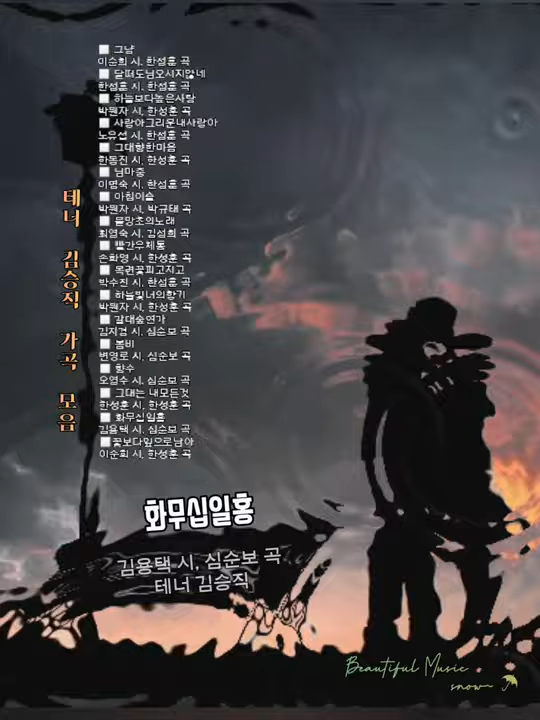 그냥
이순희 시, 한성훈 곡
달떠도님오시지않네
한성훈 시, 한성훈 곡
하늘보다높은사랑
박원자 시, 한성훈 곡
사랑아그리운내사랑아
노유섭 시, 한성훈 곡
그대향한마음
한동진 시, 한성훈 곡
님마중
이명숙 시, 한성훈 곡
아침이슬
박원자 시, 박규태 곡
물망초의노래
최영숙 시, 김성희 곡
빨간우체통
손화영 시, 한성훈 곡
목련꽃피고지고
박수진 시, 한성훈 곡
하늘빛너의향기
박원자 시, 한성훈 곡
갈대숲연가
김지겸 시, 심순보 곡
봄비
변영로 시, 심순보 곡
향수
오영수 시, 심순보 곡
그대는 내모든것
한성훈 시, 한성훈 곡
화무십일홍
김용택 시, 심순보 곡
꽃보다잎으로남아
이순희 시, 한성훈 곡
테너 김승직 가곡 모음
화무십일홍
김용택 시, 심순보 곡
테너 김승직
Beautiful Music
snow